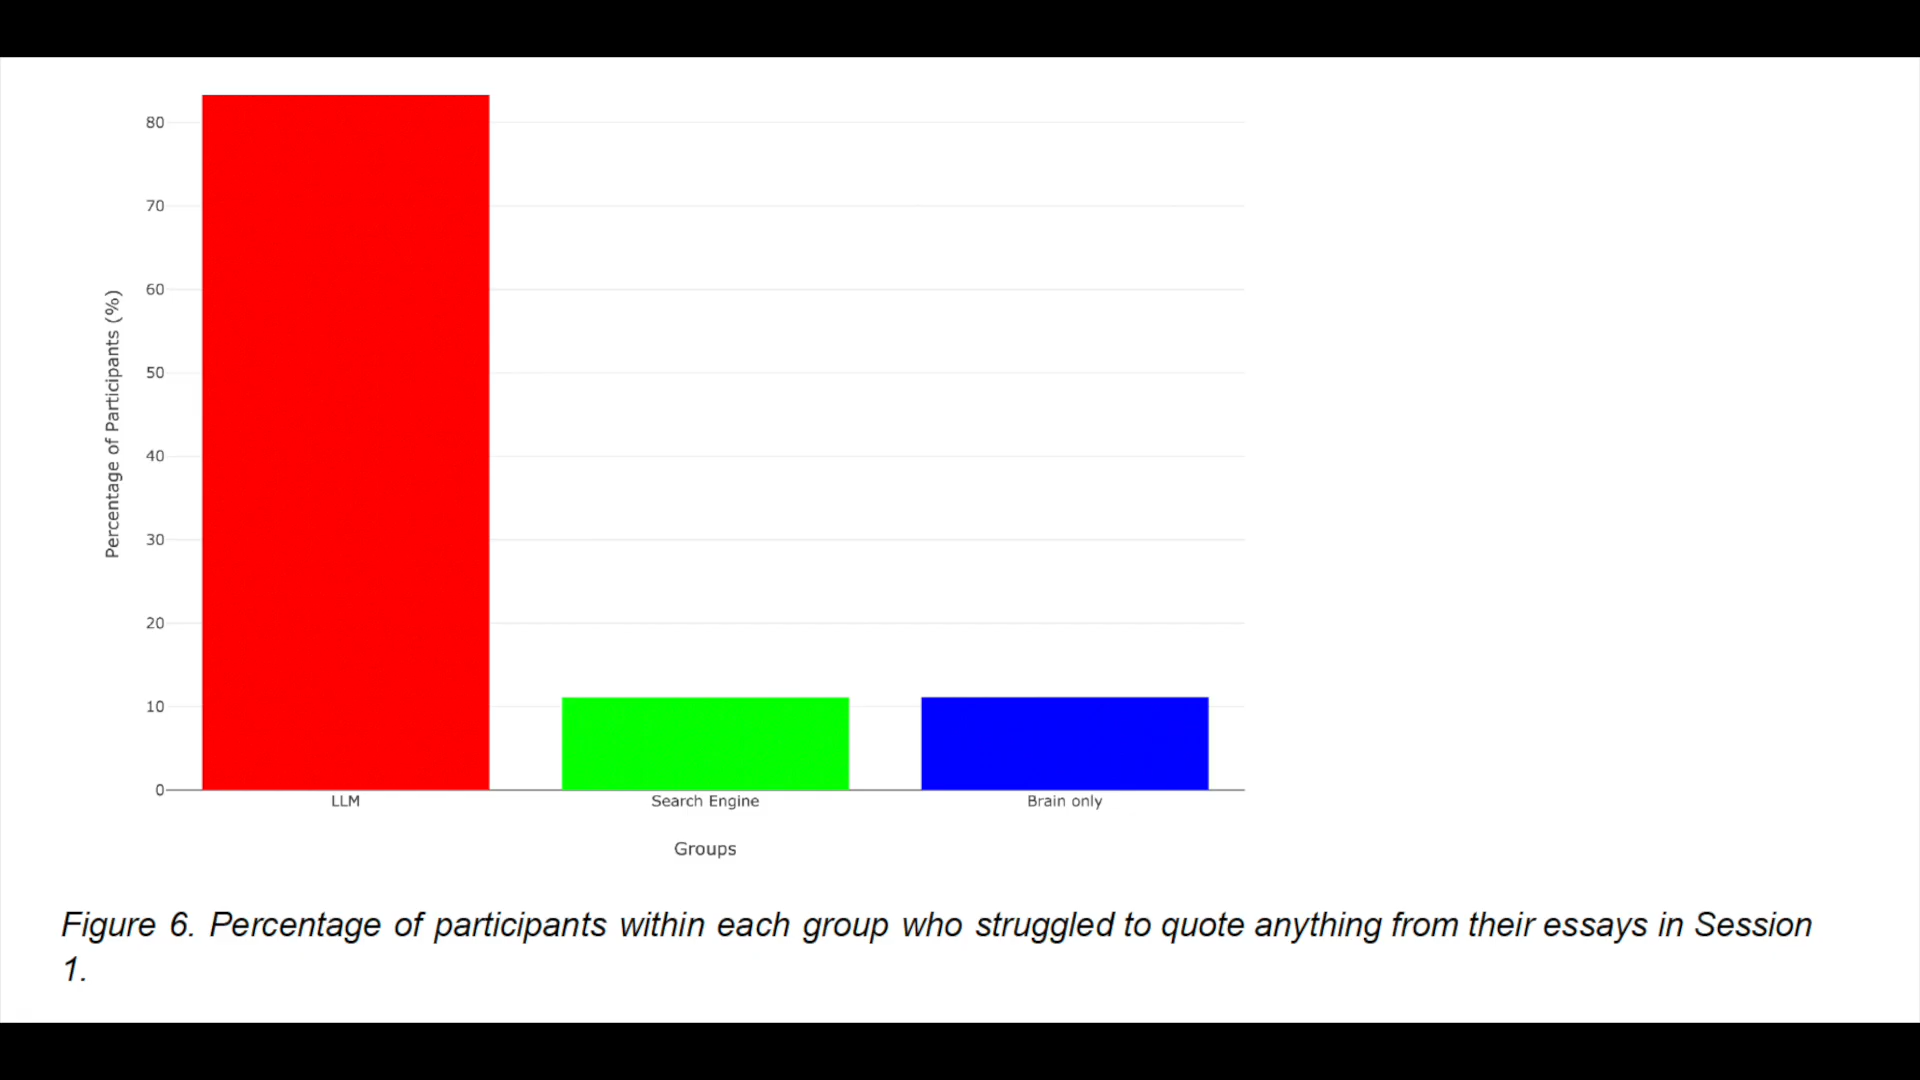 80
70
60
50
40
30
20
10
0
Percentage of Participants (%)
LLM Search Engine Brain only
Groups
Figure 6. Percentage of participants within each group who struggled to quote anything from their essays in Session
1.